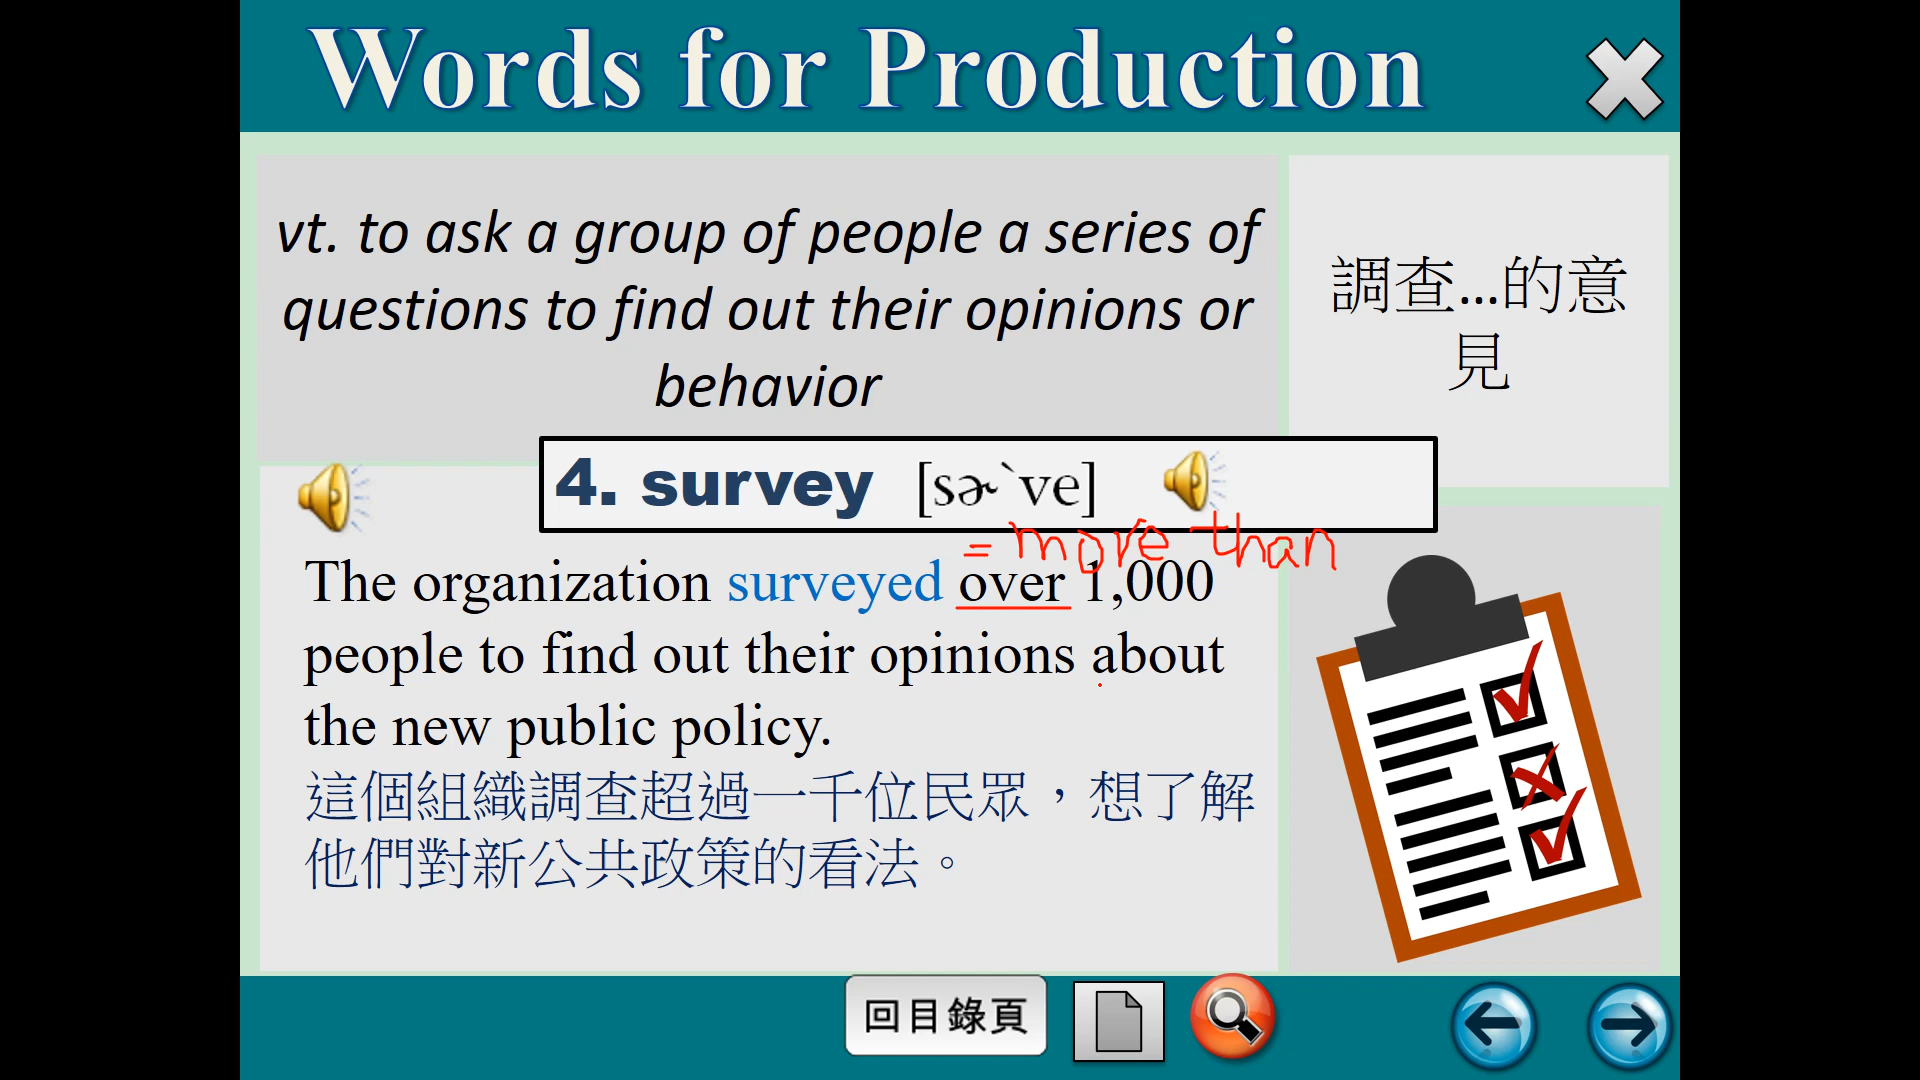 Words for Production
vt. to ask a group of people a series of
questions to find out their opinions or
behavior
調查...的意
見
4. survey [sɚˋve]
= more than
The organization surveyed over 1,000
people to find out their opinions about
the new public policy.
這個組織調查超過一千位民眾，想了解
他們對新公共政策的看法。
回目錄頁